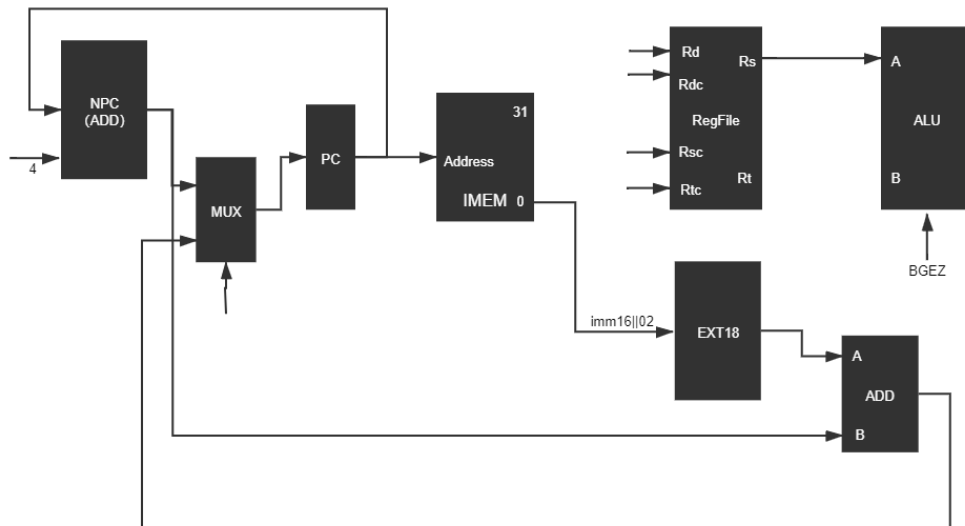 NPC
(ADD)
4
MUX
PC
31
Address
IMEM 0
Rd
Rs
Rdc
RegFile
Rsc
Rtc
Rt
A
ALU
B
BGEZ
imm16||02
EXT18
A
ADD
B